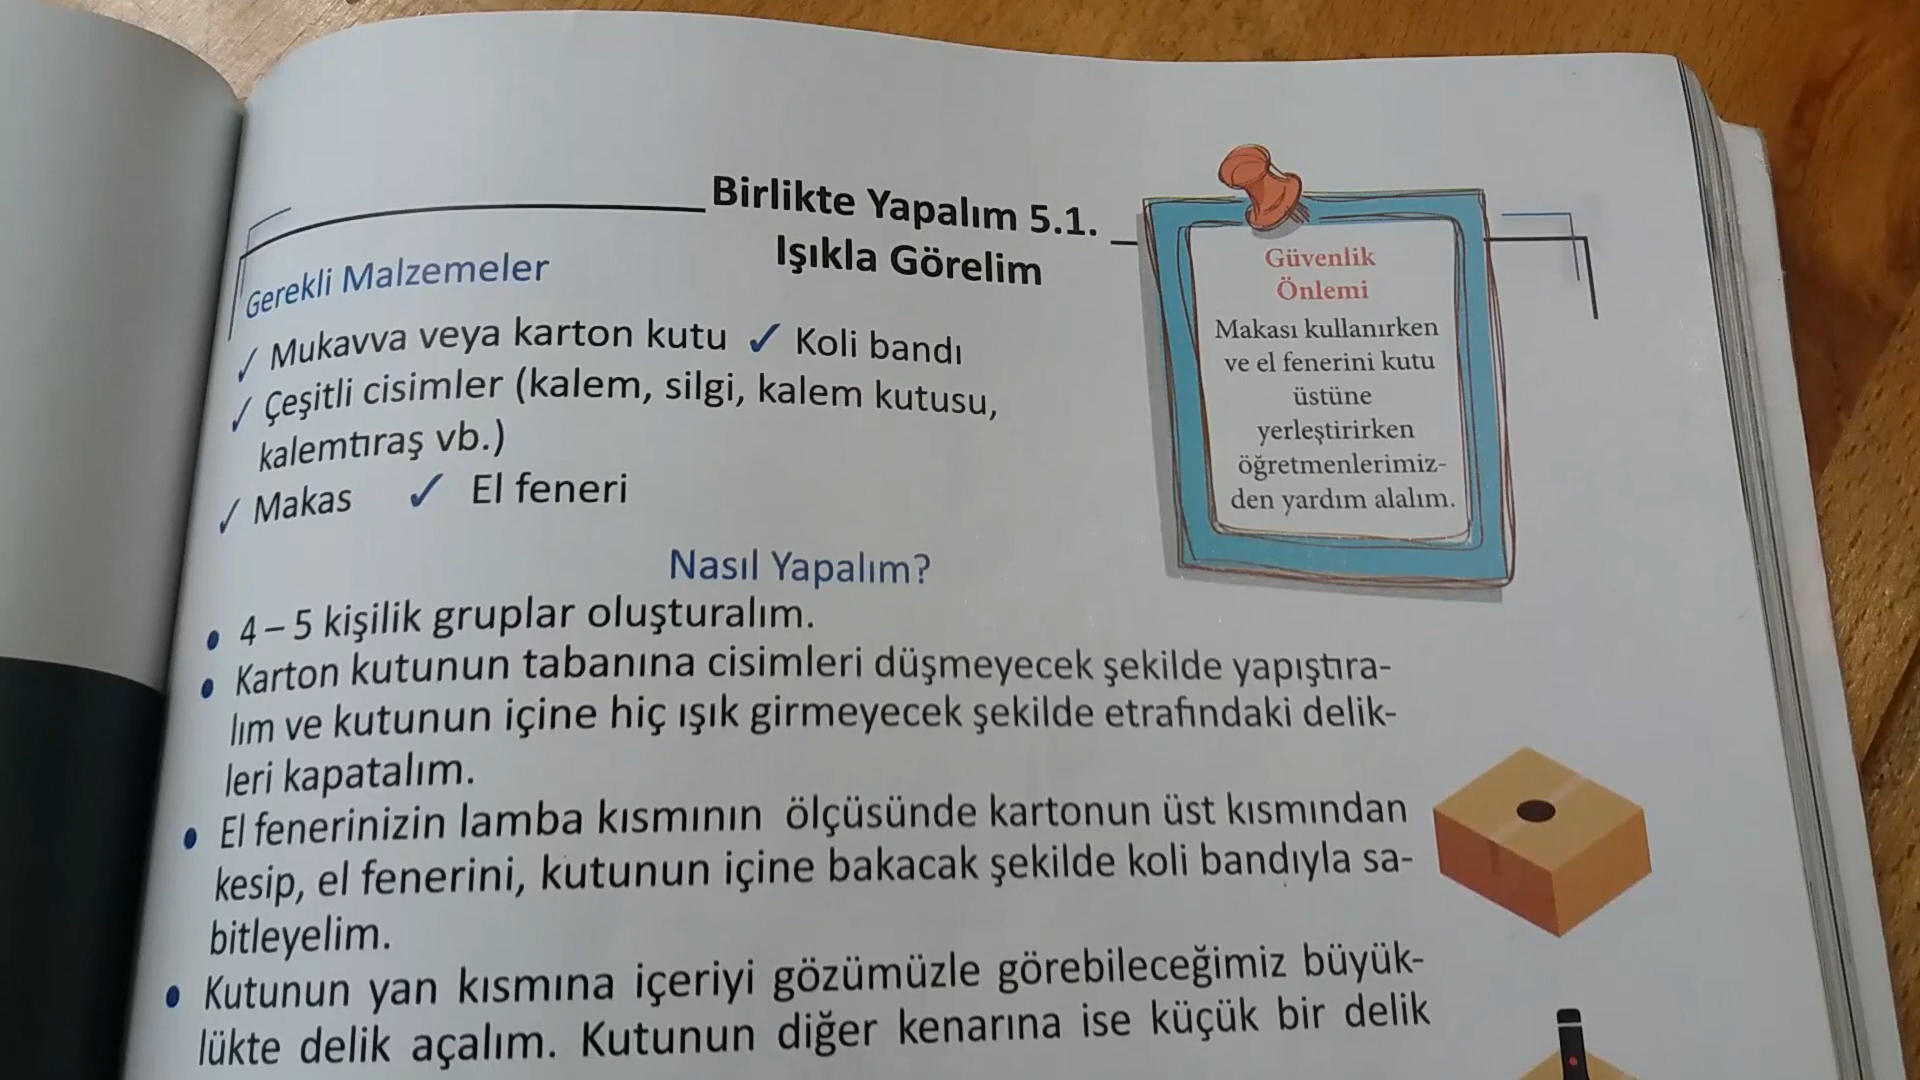 Birlikte Yapalım 5.1.
Işıkla Görelim
Gerekli Malzemeler
✓ Mukavva veya karton kutu ✓ Koli bandı
✓ Çeşitli cisimler (kalem, silgi, kalem kutusu,
kalemtıraş vb.)
✓ Makas ✓ El feneri
Güvenlik
Önlemi
Makası kullanırken
ve el fenerini kutu
üstüne
yerleştirirken
öğretmenlerimiz-
den yardım alalım.
Nasıl Yapalım?
• 4 – 5 kişilik gruplar oluşturalım.
• Karton kutunun tabanına cisimleri düşmeyecek şekilde yapıştıra-
lım ve kutunun içine hiç ışık girmeyecek şekilde etrafındaki delik-
leri kapatalım.
• El fenerinizin lamba kısmının ölçüsünde kartonun üst kısmından
kesip, el fenerini, kutunun içine bakacak şekilde koli bandıyla sa-
bitleyelim.
• Kutunun yan kısmına içeriyi gözümüzle görebileceğimiz büyük-
lükte delik açalım. Kutunun diğer kenarına ise küçük bir delik